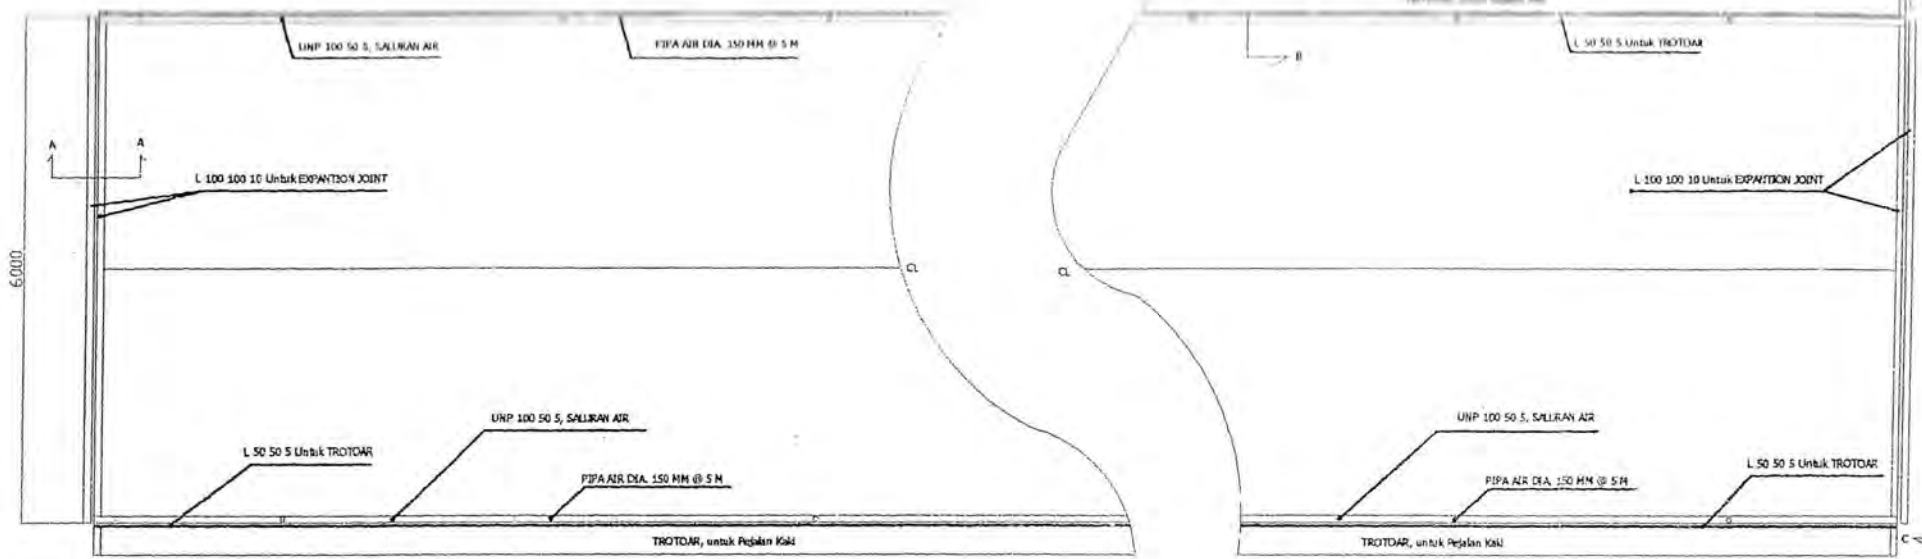 UNP 100 50 5, SALURAN AIR
PIPA AIR DIA. 150 MM @ 5 M
B
L 50 50 5 Untuk TROTOAR
A
A
L 100 100 10 Untuk EXPANTION JOINT
L 100 100 10 Untuk EXPANTION JOINT
6000
CL
CL
UNP 100 50 5, SALURAN AIR
UNP 100 50 5, SALURAN AIR
L 50 50 5 Untuk TROTOAR
L 50 50 5 Untuk TROTOAR
PIPA AIR DIA. 150 MM @ 5 M
PIPA AIR DIA. 150 MM @ 5 M
TROTOAR, untuk Pejalan Kaki
TROTOAR, untuk Pejalan Kaki
C